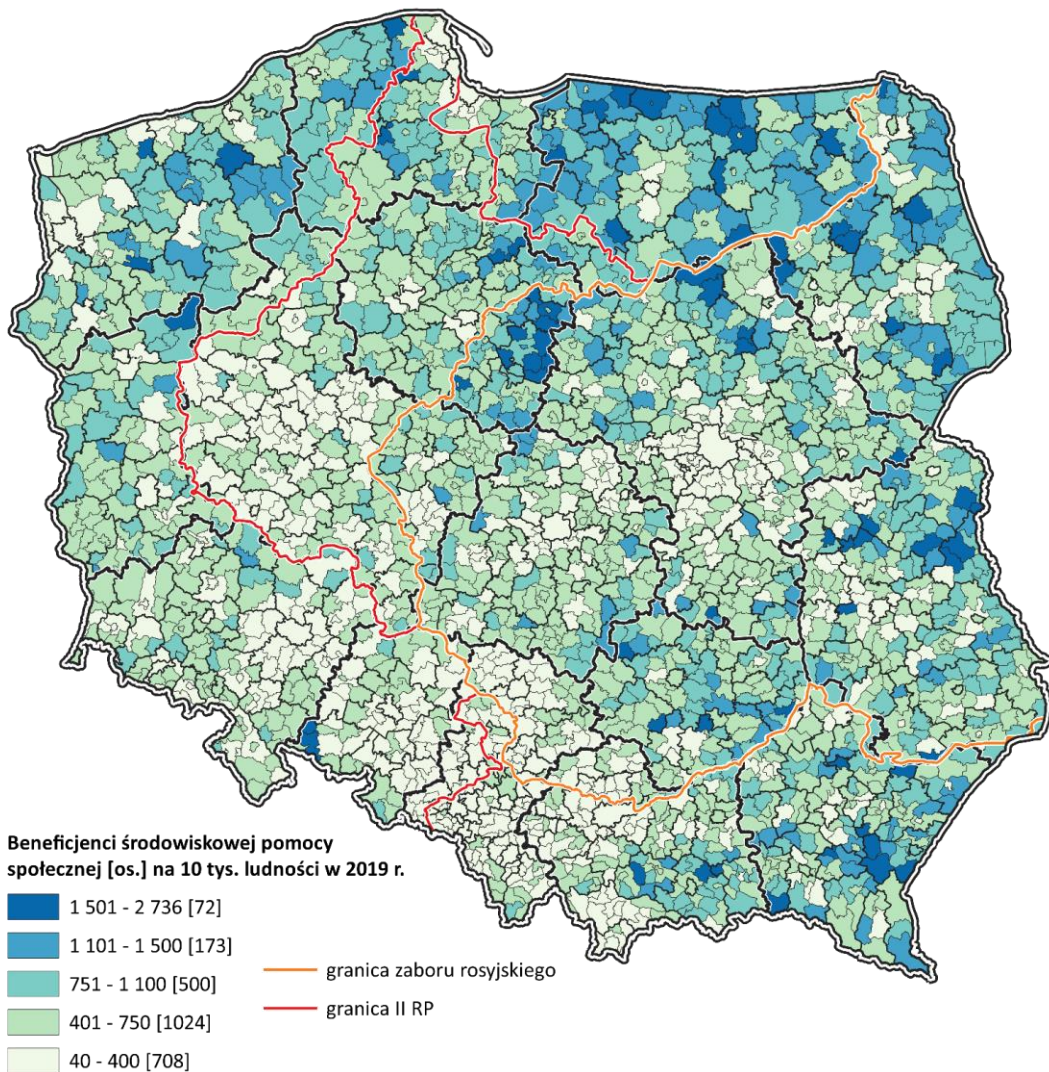 Beneficjenci środowiskowej pomocy
społecznej [os.] na 10 tys. ludności w 2019 r.
1 501 - 2 736 [72]
1 101 - 1 500 [173]
751 - 1 100 [500]
401 - 750 [1024]
40 - 400 [708]
granica zaboru rosyjskiego
granica II RP